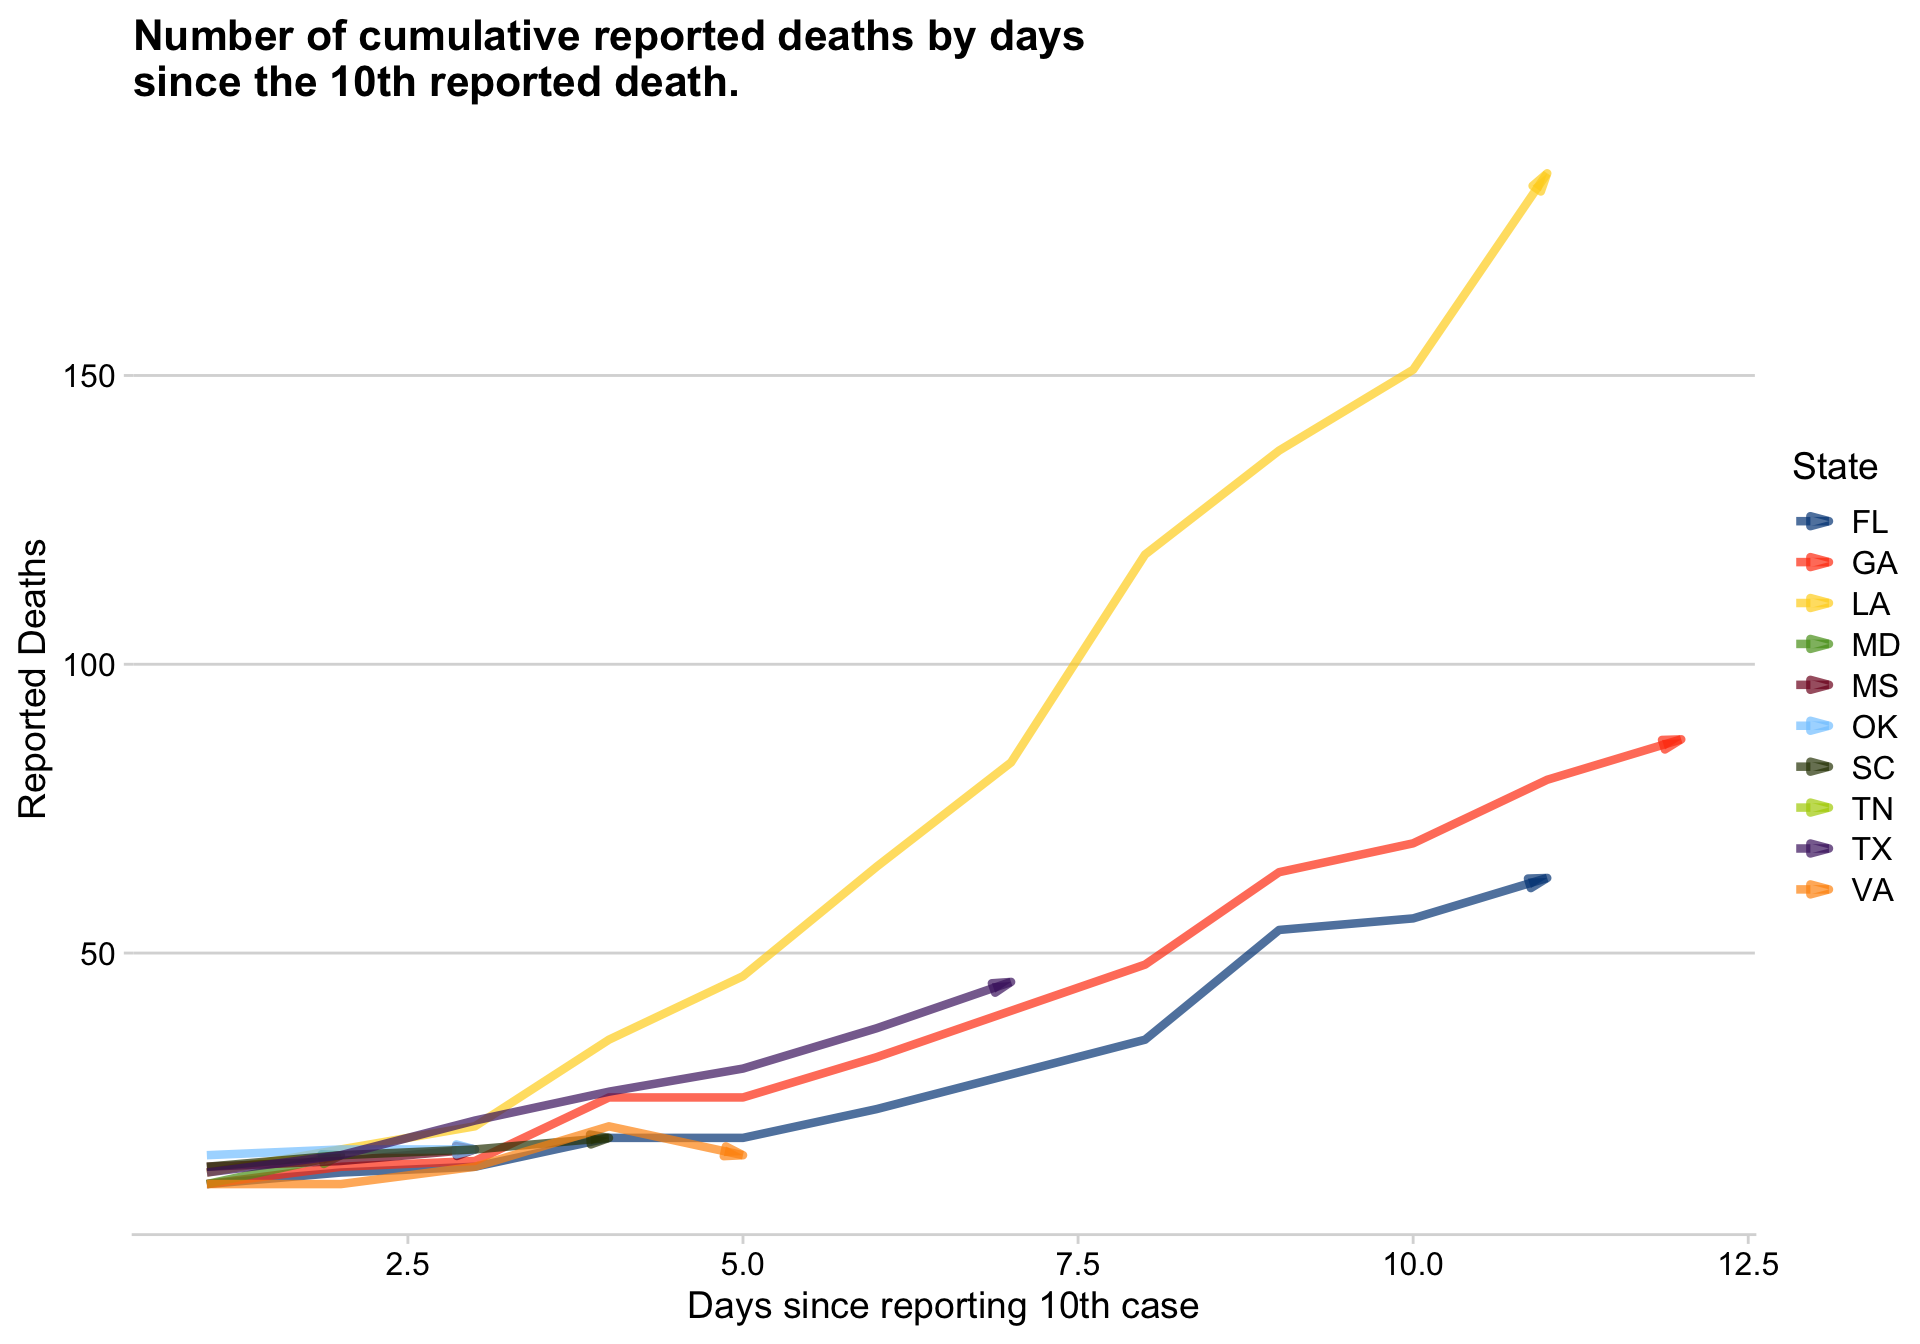 Number of cumulative reported deaths by days
since the 10th reported death.
150
100
50
Reported Deaths
2.5
5.0
7.5
10.0
12.5
Days since reporting 10th case
State
FL
GA
LA
MD
MS
OK
SC
TN
TX
VA